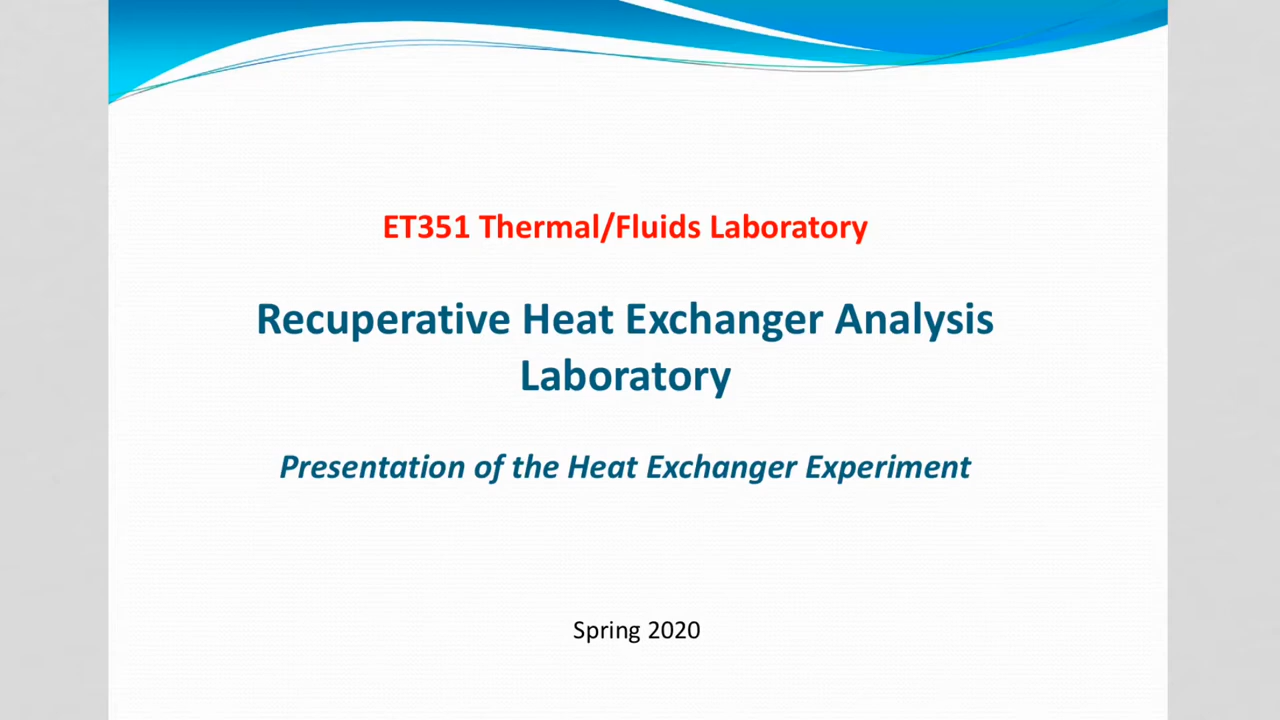 ET351 Thermal/Fluids Laboratory
Recuperative Heat Exchanger Analysis
Laboratory
Presentation of the Heat Exchanger Experiment
Spring 2020